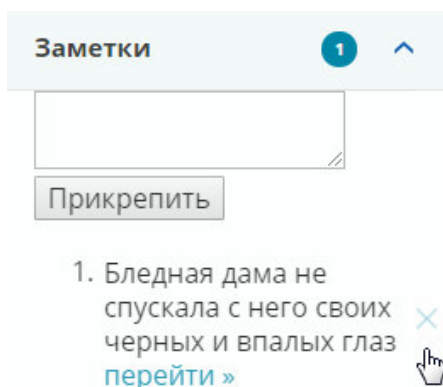 Заметки 1
Прикрепить
1. Бледная дама не
спускала с него своих
черных и впалых глаз
перейти »